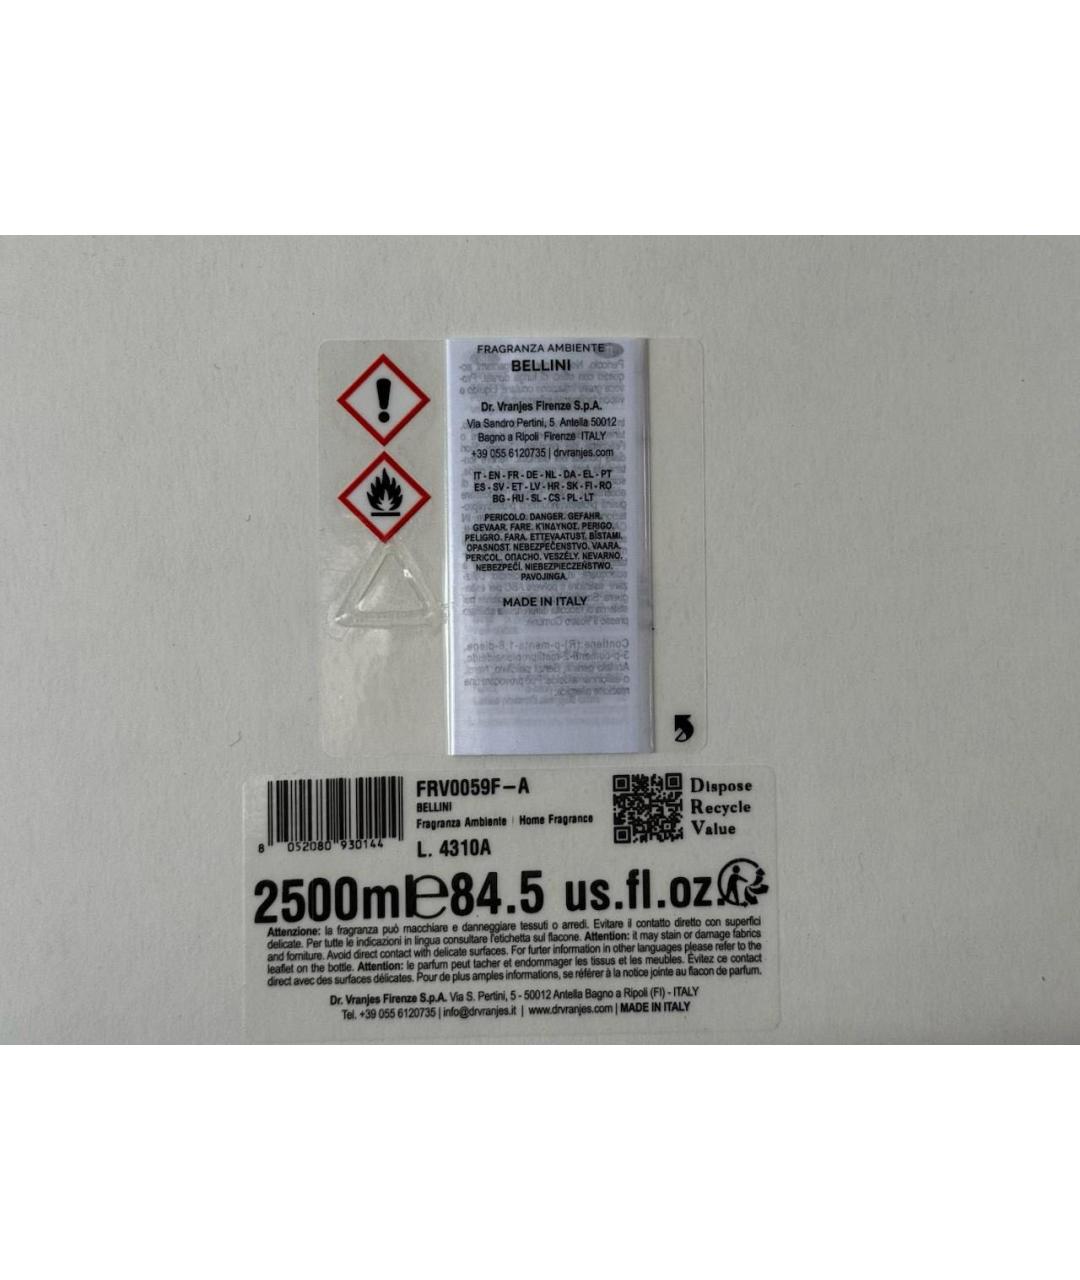 FRAGRANZA AMBIENTE
BELLINI
Dr. Vranjes Firenze S.p.A.
Via Sandro Pertini, 5 Antella 50012
Bagno a Ripoli Firenze ITALY
+39 055 6120735 | drvranjes.com
IT - EN - FR - DE - NL - DA - EL - PT
ES - SV - ET - LV - HR - SK - FI - RO
BG - HU - SL - CS - PL - LT
PERICOLO. DANGER. GEFAHR.
GEVAAR. FARE. ΚΊΝΔΥΝΟΣ. PERIGO.
PELIGRO. FARA. ETTEVAATUST. BĪSTAMI.
OPASNOST. NEBEZPEČENSTVO. VAARA.
PERICOL. ОПАСНО. VESZÉLY. NEVARNO.
NEBEZPEČÍ. NIEBEZPIECZEŃSTWO.
PAVOJINGA.
MADE IN ITALY
8 052080 930144
FRV0059F-A
BELLINI
Fragranza Ambiente | Home Fragrance
L. 4310A
Dispose
Recycle
Value
2500ml e 84.5 us.fl.oz.
Attenzione: la fragranza può macchiare e danneggiare tessuti o arredi. Evitare il contatto diretto con superfici
delicate. Per tutte le indicazioni in lingua consultare l'etichetta sul flacone. Attention: it may stain or damage fabrics
and forniture. Avoid direct contact with delicate surfaces. For furter information in other languages please refer to the
leaflet on the bottle. Attention: le parfum peut tacher et endommager les tissus et les meubles. Evitez ce contact
direct avec des surfaces délicates. Pour de plus amples informations, se référer à la notice jointe au flacon de parfum.
Dr. Vranjes Firenze S.p.A. Via S. Pertini, 5 - 50012 Antella Bagno a Ripoli (FI) - ITALY
Tel. +39 055 6120735 | info@drvranjes.it | www.drvranjes.com | MADE IN ITALY